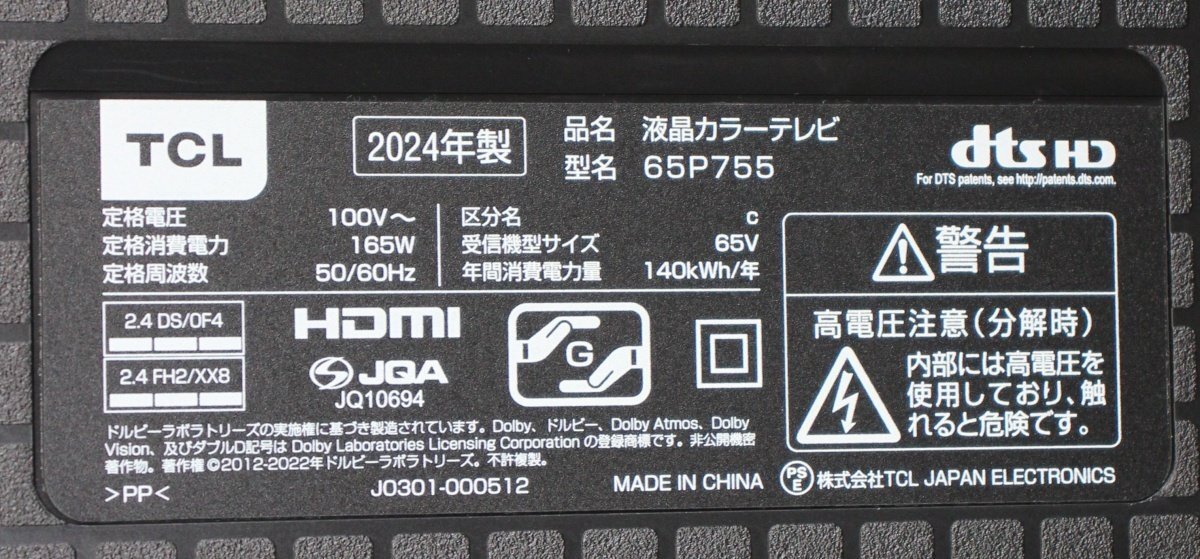 TCL
2024年製
品名 液晶カラーテレビ
型名 65P755
dts HD
For DTS patents, see http://patents.dts.com.
定格電圧 100V～
定格消費電力 165W
定格周波数 50/60Hz
区分名 c
受信機型サイズ 65V
年間消費電力量 140kWh/年
2.4 DS/OF4
2.4 FH2/XX8
HDMI
JQA
JQ10694
G
警告
高電圧注意(分解時)
内部には高電圧を
使用しており、触
れると危険です。
ドルビーラボラトリーズの実施権に基づき製造されています。Dolby、ドルビー、Dolby Atmos、Dolby
Vision、及びダブルD記号は Dolby Laboratories Licensing Corporation の登録商標です。非公開機密
著作物。著作権©2012-2022年ドルビーラボラトリーズ。不許複製。
>PP<
J0301-000512
MADE IN CHINA
PSE 株式会社TCL JAPAN ELECTRONICS